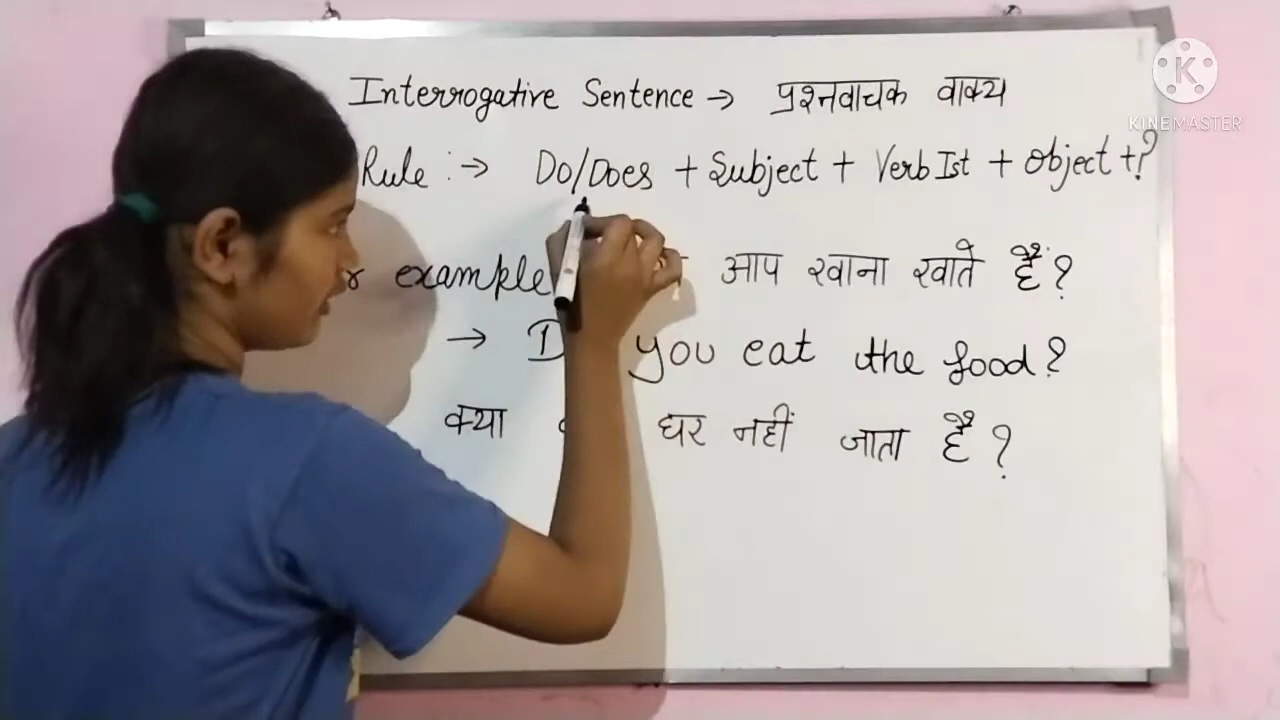 Interrogative Sentence → प्रश्नवाचक वाक्य
Rule :→ Do/Does + Subject + Verb Ist + Object + ?
example आप खाना खाते हैं?
→ you eat the food?
क्या घर नहीं जाता है?
KINEMASTER